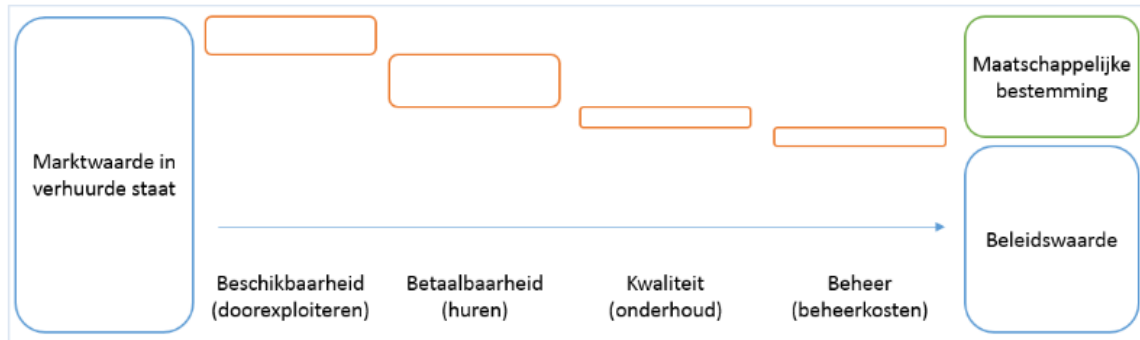 Marktwaarde in
verhuurde staat
Beschikbaarheid
(doorexploiteren)
Betaalbaarheid
(huren)
Kwaliteit
(onderhoud)
Beheer
(beheerkosten)
Maatschappelijke
bestemming
Beleidswaarde